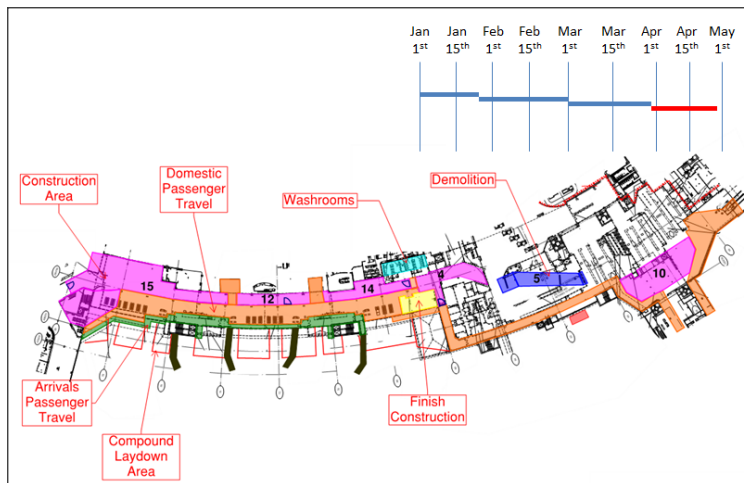 Jan Jan Feb Feb Mar Mar Apr Apr May
1st 15th 1st 15th 1st 15th 1st 15th 1st
Construction
Area
Domestic
Passenger
Travel
Washrooms
Demolition
15
12
14
4
5
10
Arrivals
Passenger
Travel
Compound
Laydown
Area
Finish
Construction